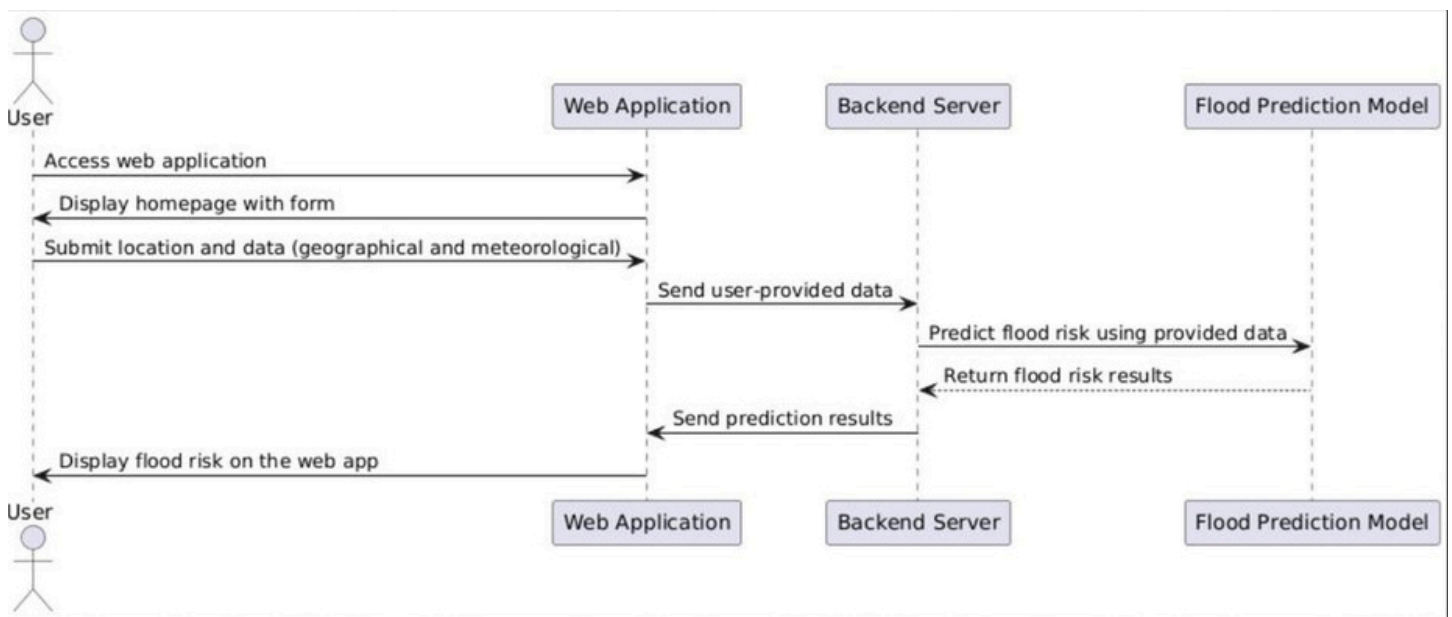 User
Web Application
Backend Server
Flood Prediction Model
Access web application
Display homepage with form
Submit location and data (geographical and meteorological)
Send user-provided data
Predict flood risk using provided data
Return flood risk results
Send prediction results
Display flood risk on the web app
User
Web Application
Backend Server
Flood Prediction Model